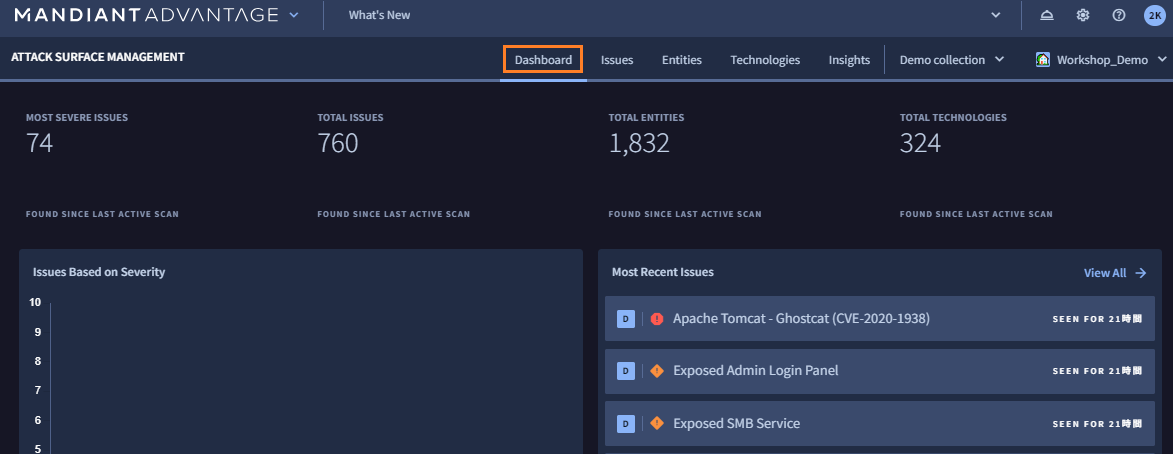 MANDIANT ADVANTAGE What's New 2K
ATTACK SURFACE MANAGEMENT Dashboard Issues Entities Technologies Insights Demo collection Workshop_Demo
MOST SEVERE ISSUES TOTAL ISSUES TOTAL ENTITIES TOTAL TECHNOLOGIES
74 760 1,832 324
FOUND SINCE LAST ACTIVE SCAN FOUND SINCE LAST ACTIVE SCAN FOUND SINCE LAST ACTIVE SCAN FOUND SINCE LAST ACTIVE SCAN
Issues Based on Severity
10
9
8
7
6
5
Most Recent Issues View All
D Apache Tomcat - Ghostcat (CVE-2020-1938) SEEN FOR 21時間
D Exposed Admin Login Panel SEEN FOR 21時間
D Exposed SMB Service SEEN FOR 21時間